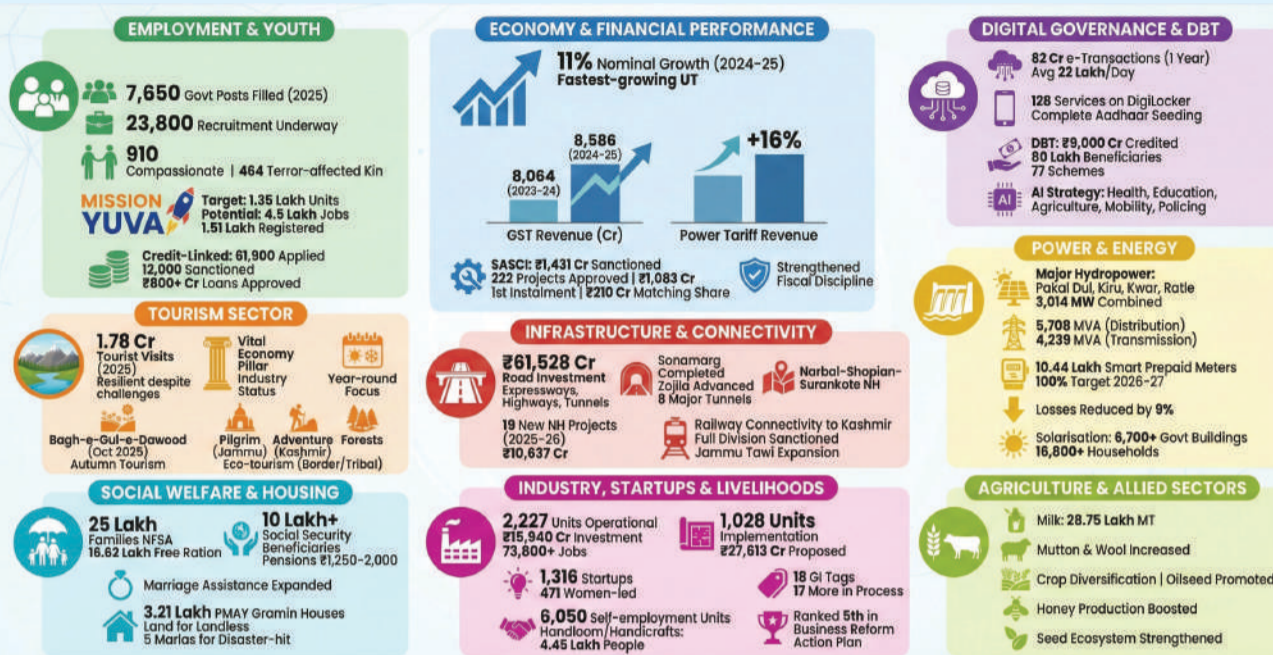 EMPLOYMENT & YOUTH
7,650 Govt Posts Filled (2025)
23,800 Recruitment Underway
910
Compassionate | 464 Terror-affected Kin
MISSION
YUVA
Target: 1.35 Lakh Units
Potential: 4.5 Lakh Jobs
1.51 Lakh Registered
Credit-Linked: 61,900 Applied
12,000 Sanctioned
₹800+ Cr Loans Approved
TOURISM SECTOR
1.78 Cr
Tourist Visits
(2025)
Resilient despite
challenges
Vital
Economy
Pillar
Industry
Status
Year-round
Focus
Bagh-e-Gul-e-Dawood
(Oct 2025)
Autumn Tourism
Pilgrim
(Jammu)
Adventure
(Kashmir)
Forests
Eco-tourism (Border/Tribal)
SOCIAL WELFARE & HOUSING
25 Lakh
Families NFSA
16.62 Lakh Free Ration
10 Lakh+
Social Security
Beneficiaries
Pensions ₹1,250-2,000
Marriage Assistance Expanded
3.21 Lakh PMAY Gramin Houses
Land for Landless
5 Marlas for Disaster-hit
ECONOMY & FINANCIAL PERFORMANCE
11% Nominal Growth (2024-25)
Fastest-growing UT
8,064
(2023-24)
8,586
(2024-25)
GST Revenue (Cr)
+16%
Power Tariff Revenue
SASCI: ₹1,431 Cr Sanctioned
222 Projects Approved | ₹1,083 Cr
1st Instalment | ₹210 Cr Matching Share
Strengthened
Fiscal Discipline
INFRASTRUCTURE & CONNECTIVITY
₹61,528 Cr
Road Investment
Expressways,
Highways, Tunnels
Sonamarg
Completed
Zojila Advanced
8 Major Tunnels
Narbal-Shopian-
Surankote NH
19 New NH Projects
(2025-26)
₹10,637 Cr
Railway Connectivity to Kashmir
Full Division Sanctioned
Jammu Tawi Expansion
INDUSTRY, STARTUPS & LIVELIHOODS
2,227 Units Operational
₹15,940 Cr Investment
73,800+ Jobs
1,028 Units
Implementation
₹27,613 Cr Proposed
1,316 Startups
471 Women-led
18 GI Tags
17 More in Process
6,050 Self-employment Units
Handloom/Handicrafts:
4.45 Lakh People
Ranked 5th in
Business Reform
Action Plan
DIGITAL GOVERNANCE & DBT
82 Cr e-Transactions (1 Year)
Avg 22 Lakh/Day
128 Services on DigiLocker
Complete Aadhaar Seeding
DBT: ₹9,000 Cr Credited
80 Lakh Beneficiaries
77 Schemes
AI
AI Strategy: Health, Education,
Agriculture, Mobility, Policing
POWER & ENERGY
Major Hydropower:
Pakal Dul, Kiru, Kwar, Ratle
3,014 MW Combined
5,708 MVA (Distribution)
4,239 MVA (Transmission)
10.44 Lakh Smart Prepaid Meters
100% Target 2026-27
Losses Reduced by 9%
Solarisation: 6,700+ Govt Buildings
16,800+ Households
AGRICULTURE & ALLIED SECTORS
Milk: 28.75 Lakh MT
Mutton & Wool Increased
Crop Diversification | Oilseed Promoted
Honey Production Boosted
Seed Ecosystem Strengthened